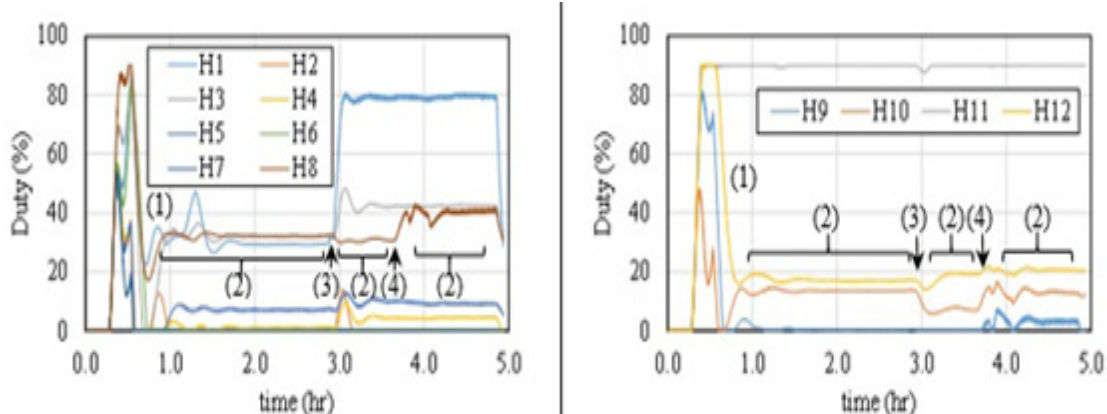 100
80
60
40
20
0
Duty (%)
H1 H2
H3 H4
H5 H6
H7 H8
(1)
(2) (3) (2) (4) (2)
0.0 1.0 2.0 3.0 4.0 5.0
time (hr)
100
80
60
40
20
0
Duty (%)
H9 H10 H11 H12
(1)
(2) (3) (2) (4) (2)
0.0 1.0 2.0 3.0 4.0 5.0
time (hr)